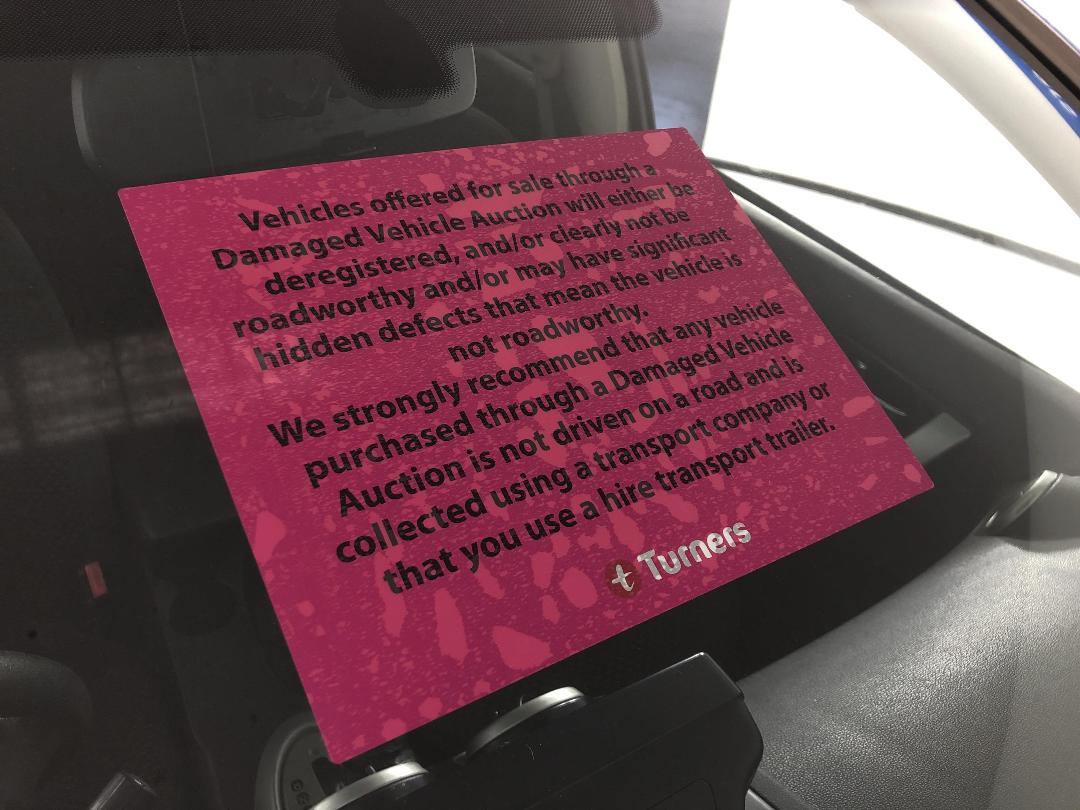 Vehicles offered for sale through a
Damaged Vehicle Auction will either be
deregistered, and/or clearly not be
roadworthy and/or may have significant
hidden defects that mean the vehicle is
not roadworthy.
We strongly recommend that any vehicle
purchased through a Damaged Vehicle
Auction is not driven on a road and is
collected using a transport company or
that you use a hire transport trailer.
t Turners